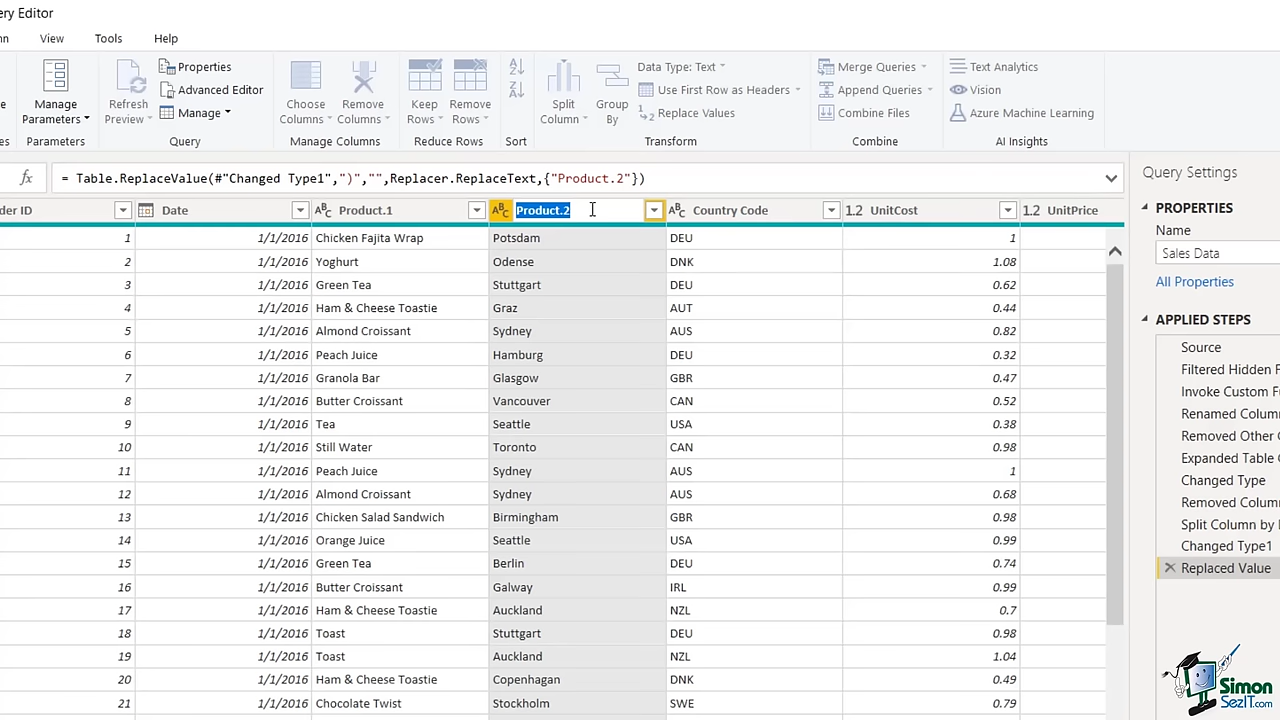 ery Editor
mn View Tools Help
Manage Parameters
Parameters
Refresh Preview
Properties
Advanced Editor
Manage
Query
Choose Columns
Remove Columns
Manage Columns
Keep Rows
Remove Rows
Reduce Rows
Sort
Split Column
Group By
Data Type: Text
Use First Row as Headers
Replace Values
Transform
Merge Queries
Append Queries
Combine Files
Combine
Text Analytics
Vision
Azure Machine Learning
AI Insights
fx = Table.ReplaceValue(#"Changed Type1",")","",Replacer.ReplaceText,{"Product.2"})
der ID Date Product.1 Product.2 Country Code 1.2 UnitCost 1.2 UnitPrice
1 1/1/2016 Chicken Fajita Wrap Potsdam DEU 1
2 1/1/2016 Yoghurt Odense DNK 1.08
3 1/1/2016 Green Tea Stuttgart DEU 0.62
4 1/1/2016 Ham & Cheese Toastie Graz AUT 0.44
5 1/1/2016 Almond Croissant Sydney AUS 0.82
6 1/1/2016 Peach Juice Hamburg DEU 0.32
7 1/1/2016 Granola Bar Glasgow GBR 0.47
8 1/1/2016 Butter Croissant Vancouver CAN 0.52
9 1/1/2016 Tea Seattle USA 0.38
10 1/1/2016 Still Water Toronto CAN 0.98
11 1/1/2016 Peach Juice Sydney AUS 1
12 1/1/2016 Almond Croissant Sydney AUS 0.68
13 1/1/2016 Chicken Salad Sandwich Birmingham GBR 0.98
14 1/1/2016 Orange Juice Seattle USA 0.99
15 1/1/2016 Green Tea Berlin DEU 0.74
16 1/1/2016 Butter Croissant Galway IRL 0.99
17 1/1/2016 Ham & Cheese Toastie Auckland NZL 0.7
18 1/1/2016 Toast Stuttgart DEU 0.98
19 1/1/2016 Toast Auckland NZL 1.04
20 1/1/2016 Ham & Cheese Toastie Copenhagan DNK 0.49
21 1/1/2016 Chocolate Twist Stockholm SWE 0.79
Query Settings
PROPERTIES
Name
Sales Data
All Properties
APPLIED STEPS
Source
Filtered Hidden F
Invoke Custom Fu
Renamed Column
Removed Other C
Expanded Table C
Changed Type
Removed Column
Split Column by
Changed Type1
Replaced Value
Simon
SezIT.com